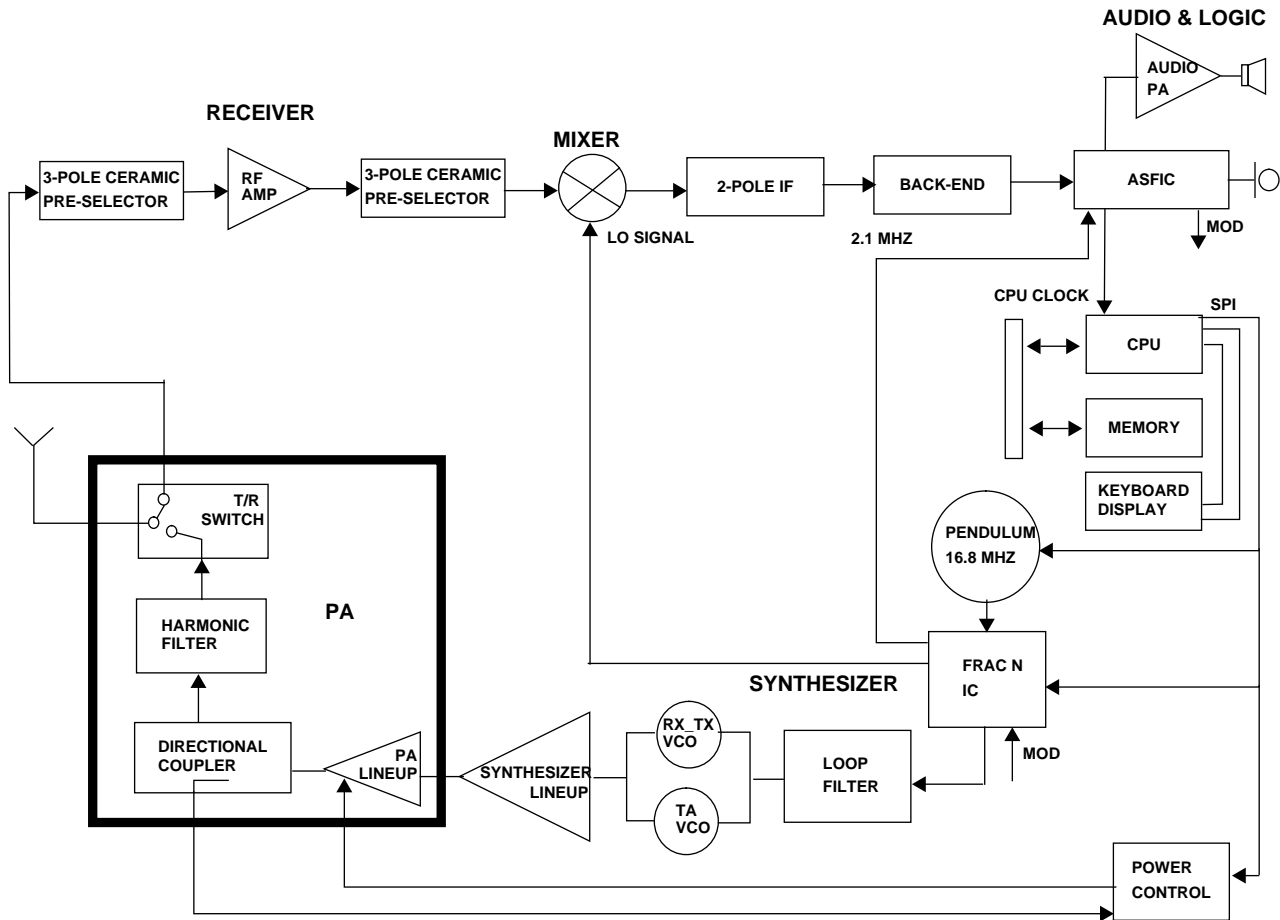 AUDIO & LOGIC
AUDIO
PA
RECEIVER
MIXER
3-POLE CERAMIC
PRE-SELECTOR
RF
AMP
3-POLE CERAMIC
PRE-SELECTOR
2-POLE IF
BACK-END
ASFIC
LO SIGNAL
2.1 MHZ
MOD
CPU CLOCK
SPI
CPU
MEMORY
KEYBOARD
DISPLAY
T/R
SWITCH
PENDULUM
16.8 MHZ
HARMONIC
FILTER
PA
FRAC N
IC
SYNTHESIZER
DIRECTIONAL
COUPLER
PA
LINEUP
SYNTHESIZER
LINEUP
RX_TX
VCO
TA
VCO
LOOP
FILTER
MOD
POWER
CONTROL